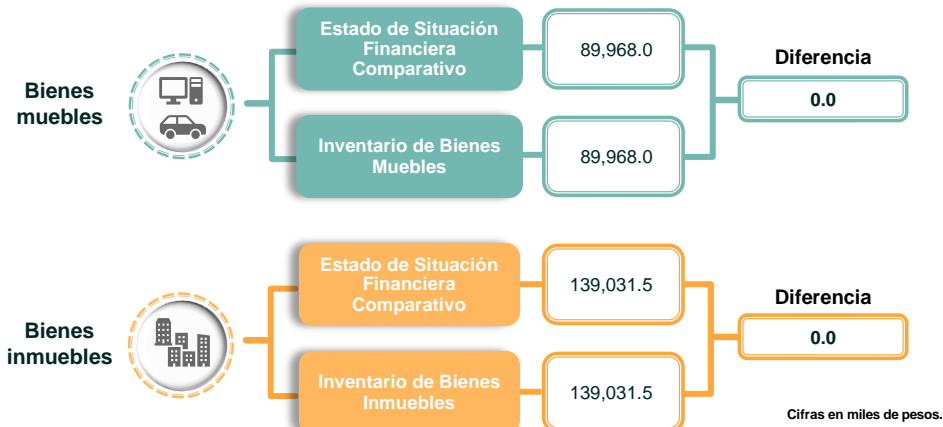 Bienes
muebles
Estado de Situación
Financiera
Comparativo
89,968.0
Inventario de Bienes
Muebles
89,968.0
Diferencia
0.0
Bienes
inmuebles
Estado de Situación
Financiera
Comparativo
139,031.5
Inventario de Bienes
Inmuebles
139,031.5
Diferencia
0.0
Cifras en miles de pesos.